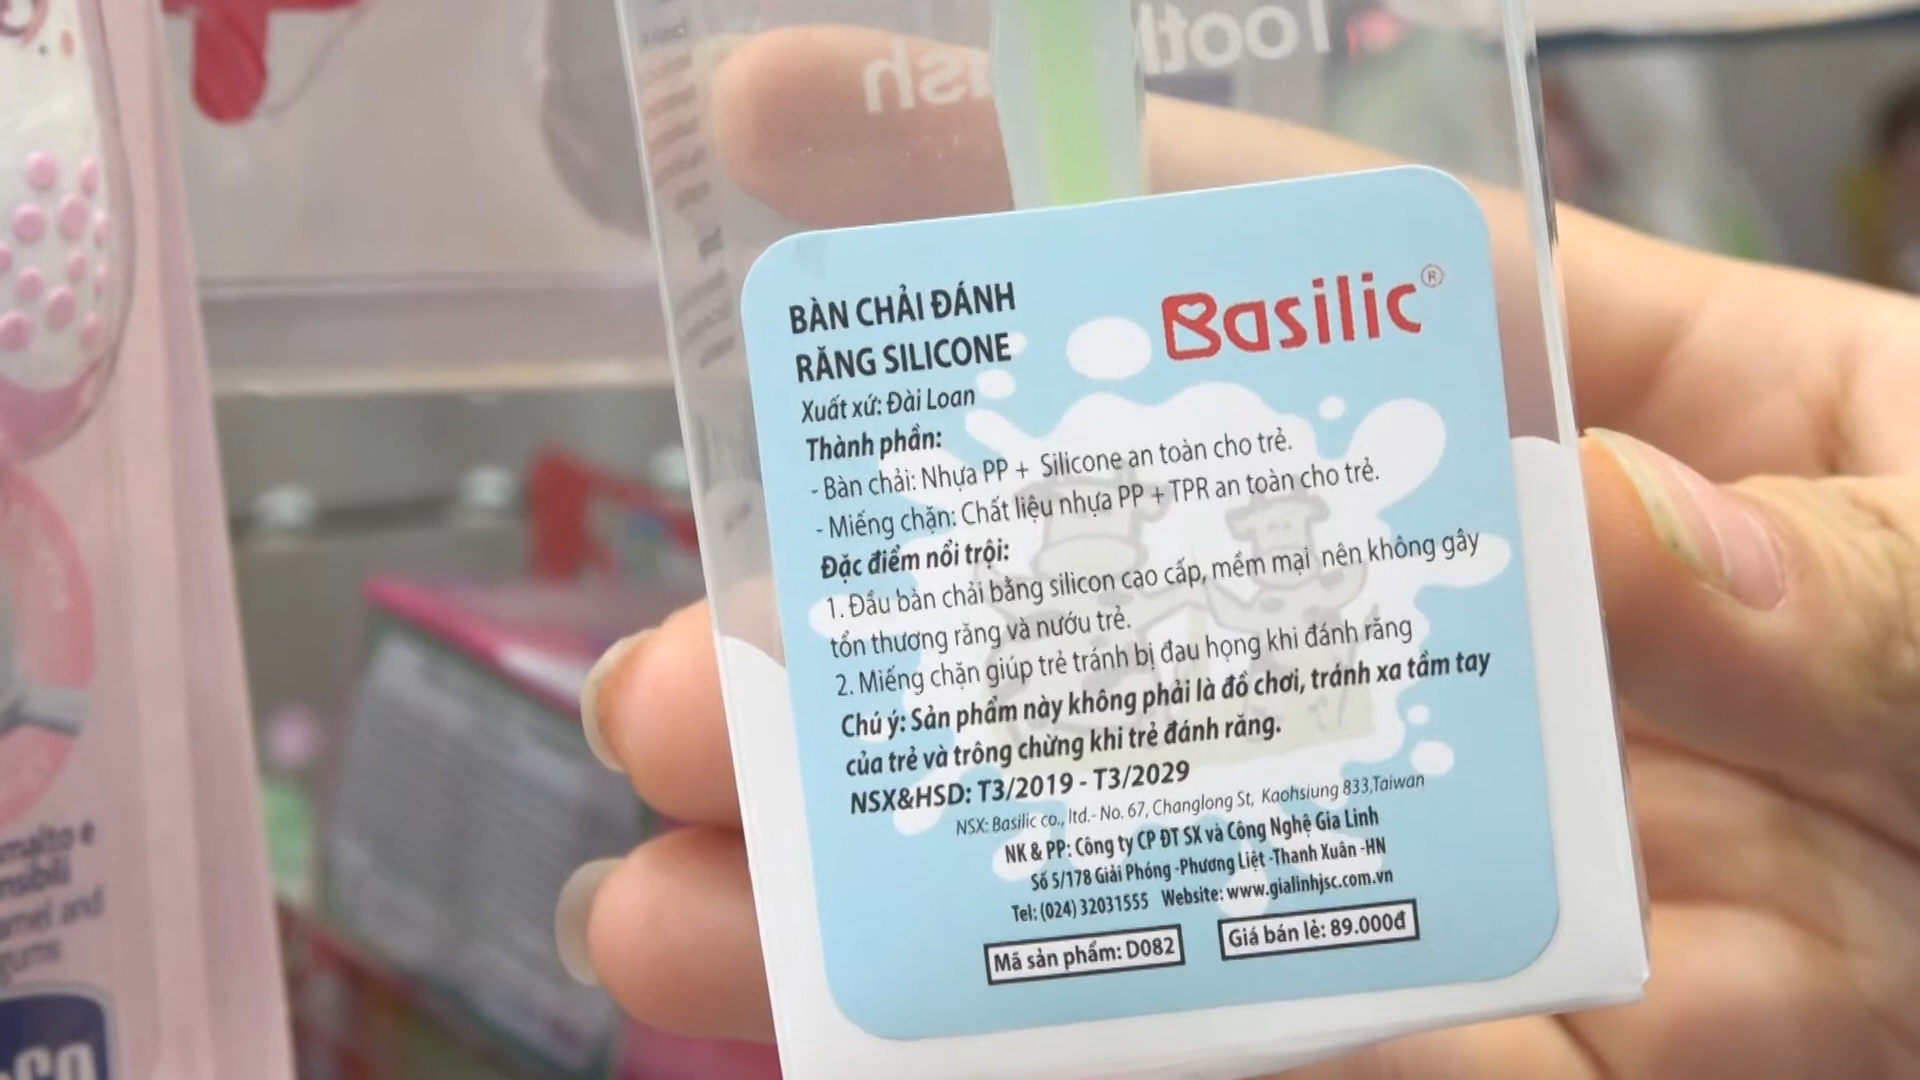 Tooth
BÀN CHẢI ĐÁNH
RĂNG SILICONE
Basilic®
Xuất xứ: Đài Loan
Thành phần:
- Bàn chải: Nhựa PP + Silicone an toàn cho trẻ.
- Miếng chặn: Chất liệu nhựa PP + TPR an toàn cho trẻ.
Đặc điểm nổi trội:
1. Đầu bàn chải bằng silicon cao cấp, mềm mại nên không gây
tổn thương răng và nướu trẻ.
2. Miếng chặn giúp trẻ tránh bị đau họng khi đánh răng
Chú ý: Sản phẩm này không phải là đồ chơi, tránh xa tầm tay
của trẻ và trông chừng khi trẻ đánh răng.
NSX&HSD: T3/2019 - T3/2029
NSX: Basilic co., ltd.- No. 67, Changlong St, Kaohsiung 833,Taiwan
NK & PP: Công ty CP ĐT SX và Công Nghệ Gia Linh
Số 5/178 Giải Phóng -Phương Liệt -Thanh Xuân -HN
Tel: (024) 32031555 Website: www.gialinhjsc.com.vn
Mã sản phẩm: D082
Giá bán lẻ: 89.000đ
and